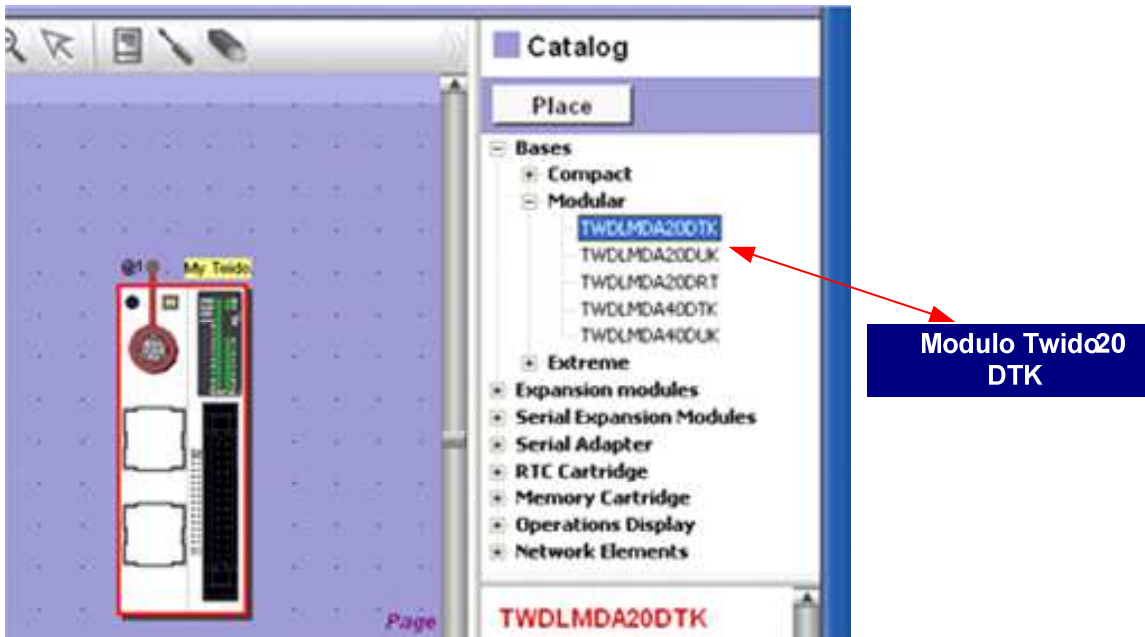 Catalog
Place
Bases
Compact
Modular
TWDLMDA20DTK
TWDLMDA20DUK
TWDLMDA20DRT
TWDLMDA40DTK
TWDLMDA40DUK
Extreme
Expansion modules
Serial Expansion Modules
Serial Adapter
RTC Cartridge
Memory Cartridge
Operations Display
Network Elements
TWDLMDA20DTK
@1
My Twido
Page
Modulo Twido20
DTK